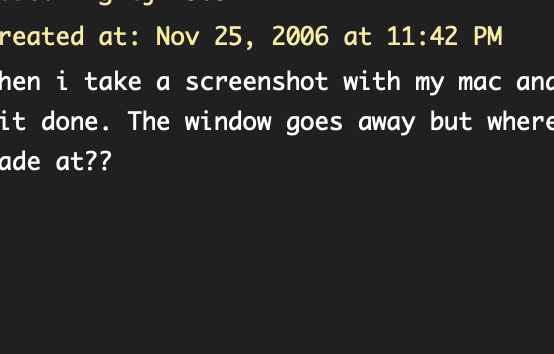 reated at: Nov 25, 2006 at 11:42 PM
hen i take a screenshot with my mac and
it done. The window goes away but where
ade at??